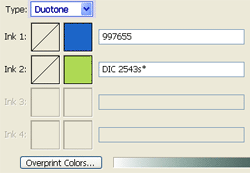 Type: Duotone
Ink 1: 997655
Ink 2: DIC 2543s*
Ink 3:
Ink 4:
Overprint Colors...